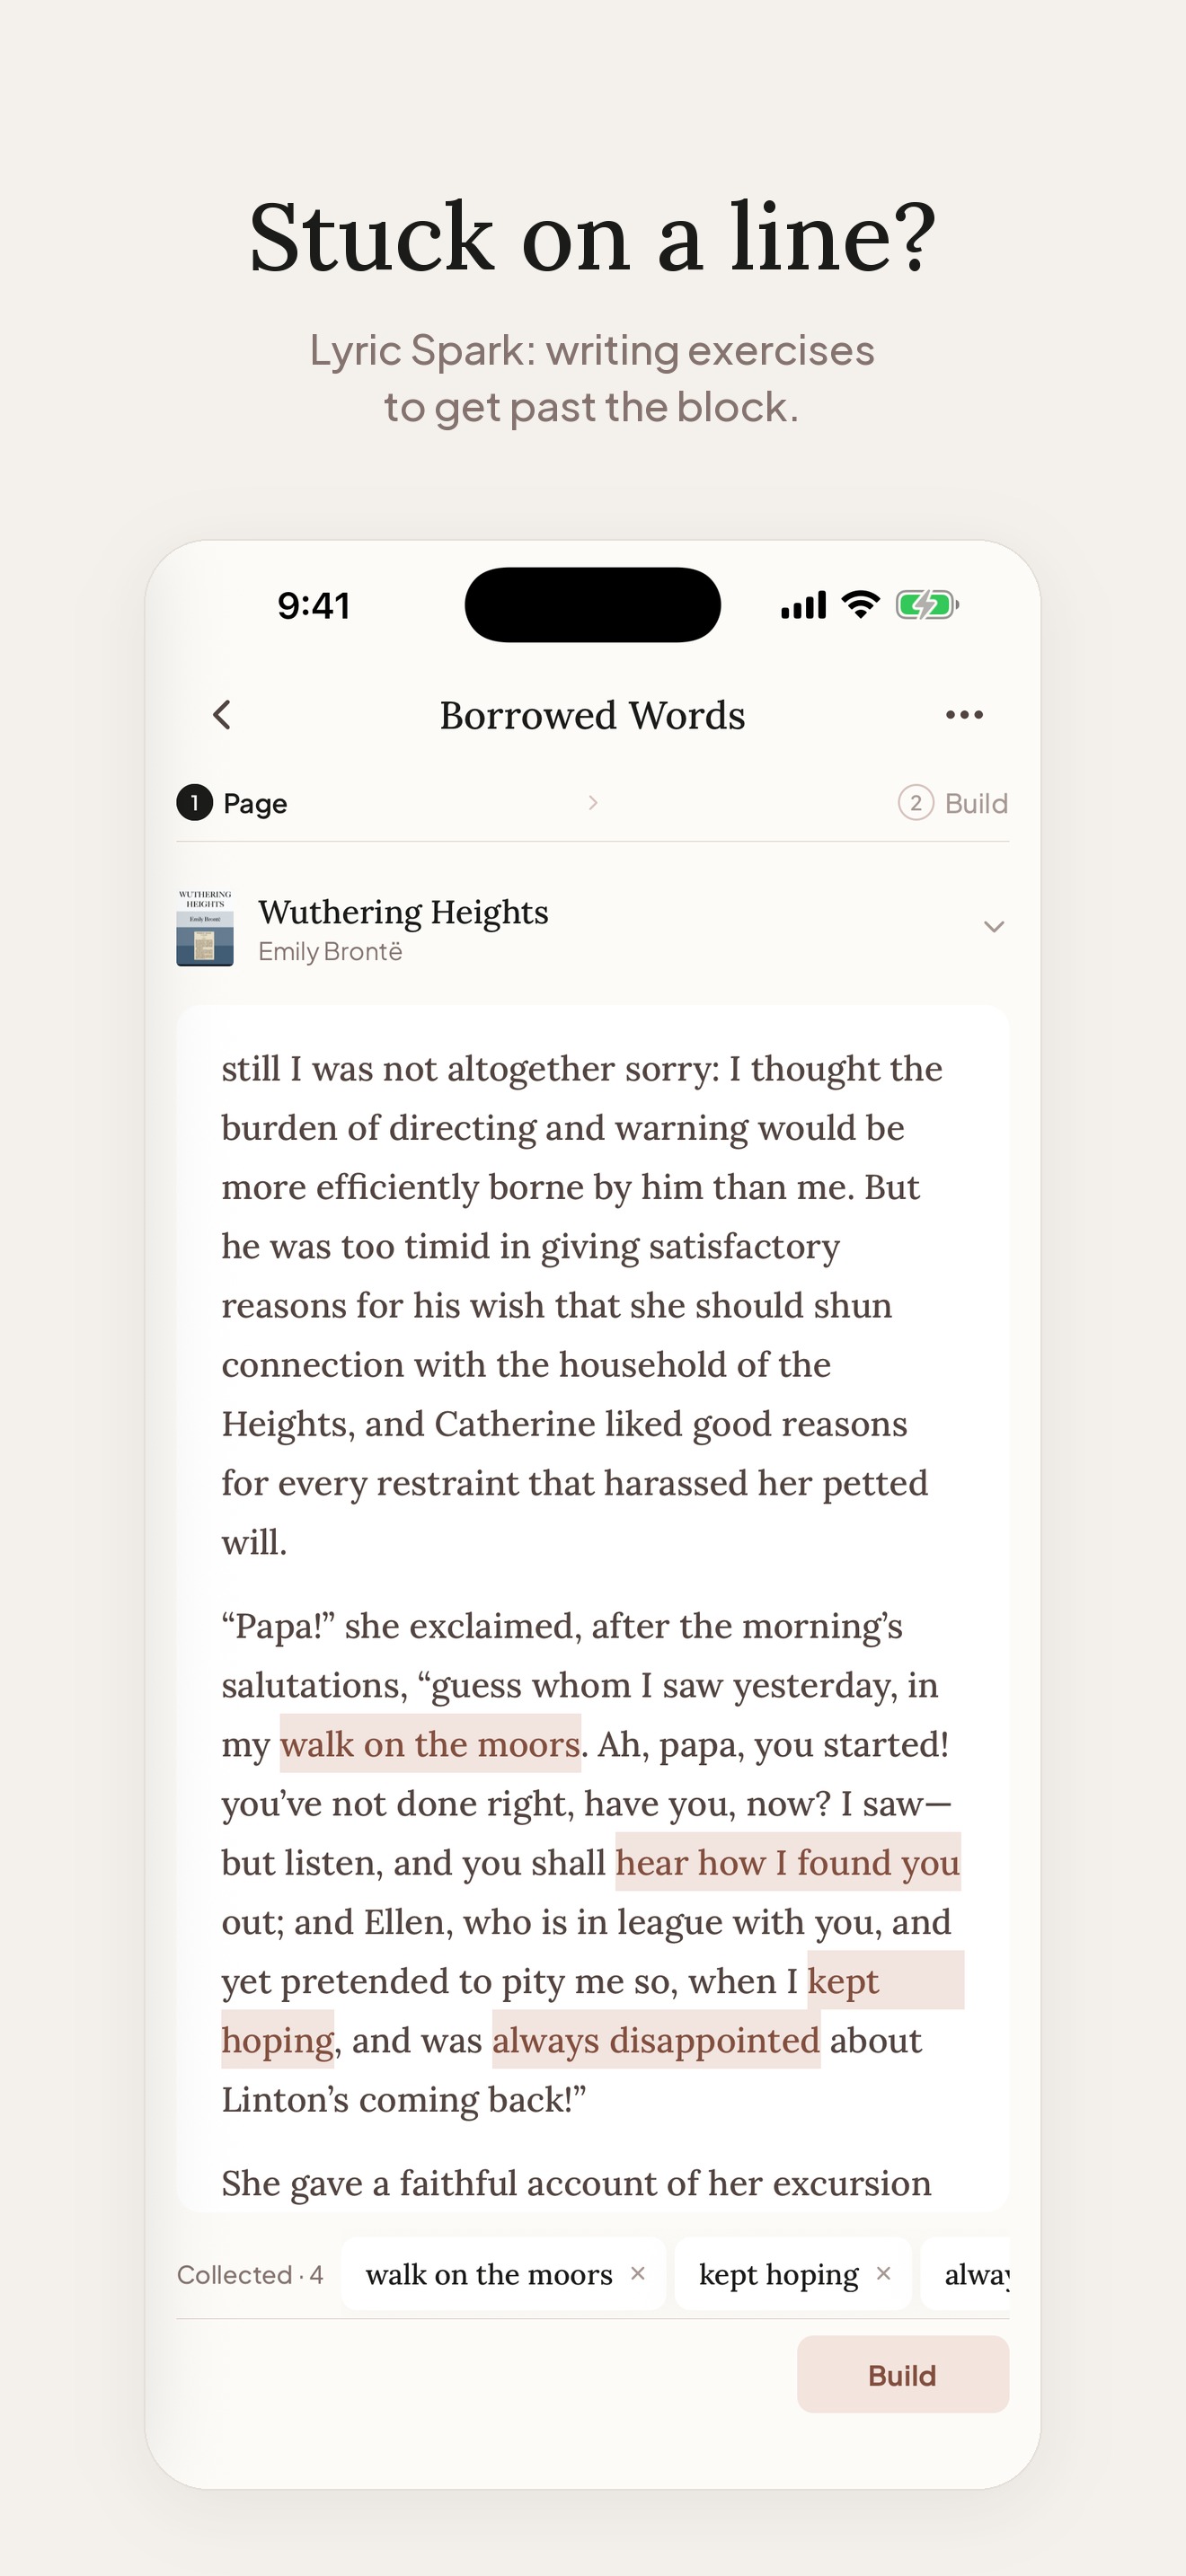 Stuck on a line?
Lyric Spark: writing exercises
to get past the block.
9:41
Borrowed Words
1 Page
2 Build
WUTHERING
HEIGHTS
Emily Brontë
Wuthering Heights
Emily Brontë
still I was not altogether sorry: I thought the
burden of directing and warning would be
more efficiently borne by him than me. But
he was too timid in giving satisfactory
reasons for his wish that she should shun
connection with the household of the
Heights, and Catherine liked good reasons
for every restraint that harassed her petted
will.
“Papa!” she exclaimed, after the morning’s
salutations, “guess whom I saw yesterday, in
my walk on the moors. Ah, papa, you started!
you’ve not done right, have you, now? I saw—
but listen, and you shall hear how I found you
out; and Ellen, who is in league with you, and
yet pretended to pity me so, when I kept
hoping, and was always disappointed about
Linton’s coming back!”
She gave a faithful account of her excursion
Collected · 4 walk on the moors × kept hoping × alway
Build